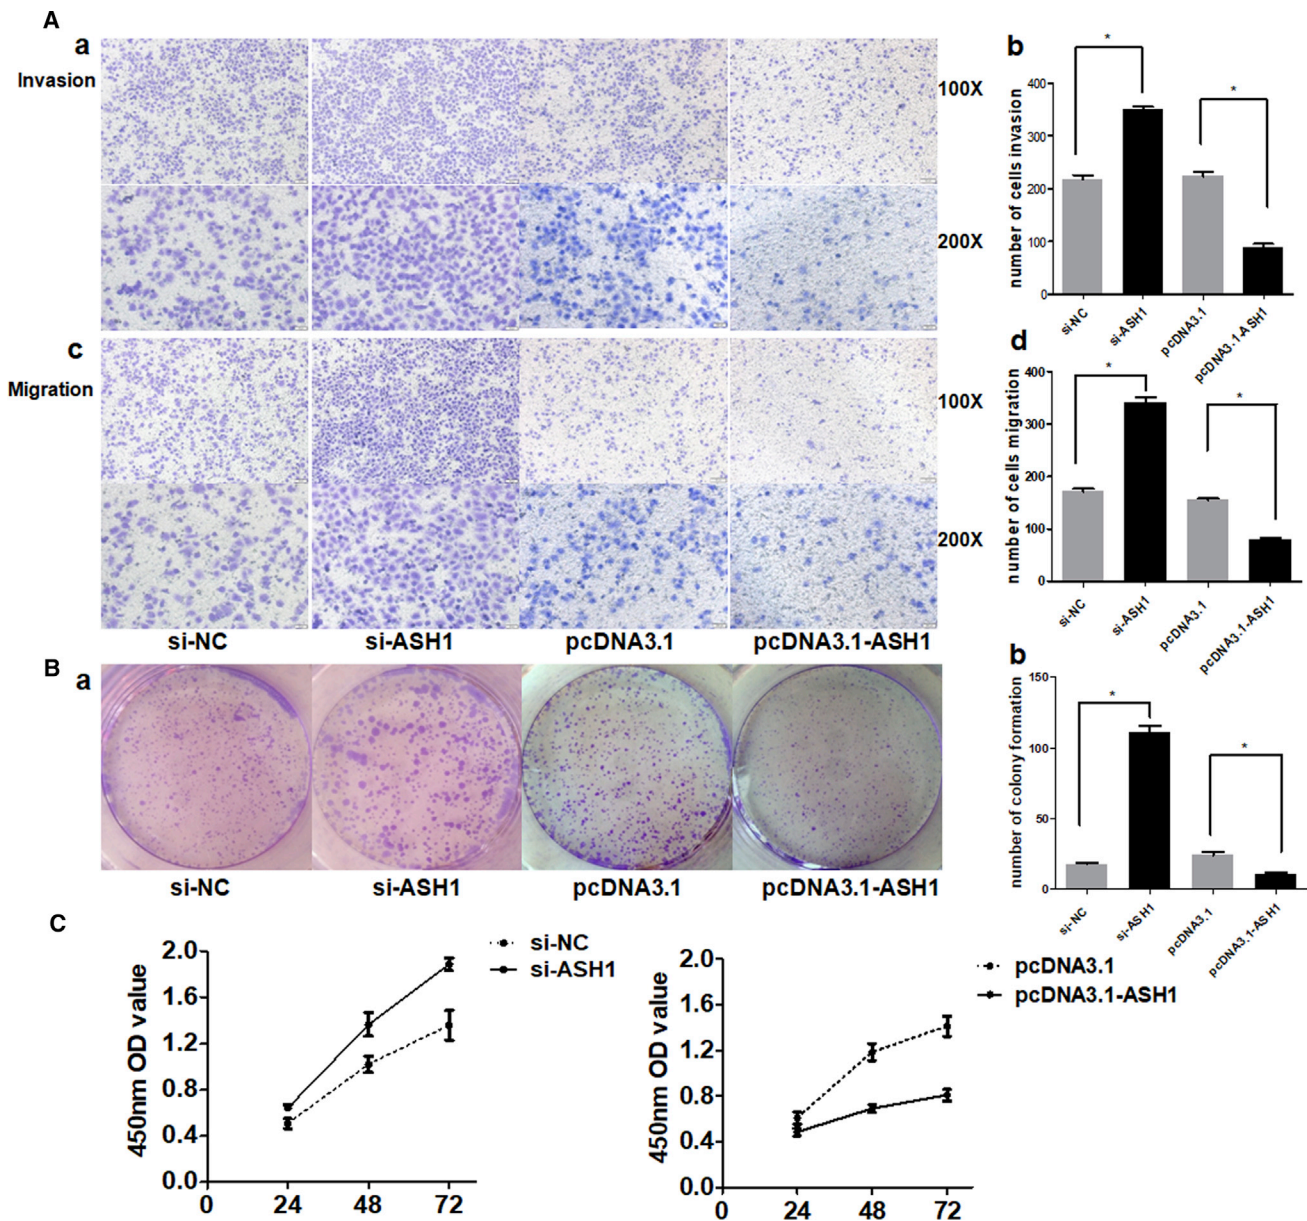 A
a
Invasion
100X
200X
b
number of cells invasion
400
300
200
100
0
si-NC
si-ASH1
pcDNA3.1
pcDNA3.1-ASH1
*
*
c
Migration
100X
200X
si-NC
si-ASH1
pcDNA3.1
pcDNA3.1-ASH1
d
number of cells migration
400
300
200
100
0
si-NC
si-ASH1
pcDNA3.1
pcDNA3.1-ASH1
*
*
B
a
si-NC
si-ASH1
pcDNA3.1
pcDNA3.1-ASH1
b
number of colony formation
150
100
50
0
si-NC
si-ASH1
pcDNA3.1
pcDNA3.1-ASH1
*
*
C
si-NC
si-ASH1
450nm OD value
2.0
1.6
1.2
0.8
0.4
0.0
0 24 48 72
pcDNA3.1
pcDNA3.1-ASH1
450nm OD value
2.0
1.6
1.2
0.8
0.4
0.0
0 24 48 72